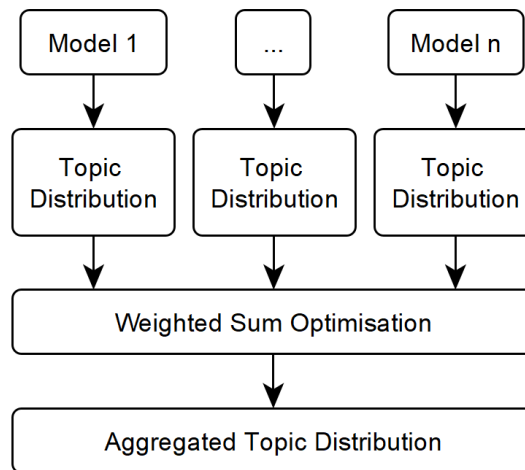 Model 1
...
Model n
Topic
Distribution
Topic
Distribution
Topic
Distribution
Weighted Sum Optimisation
Aggregated Topic Distribution